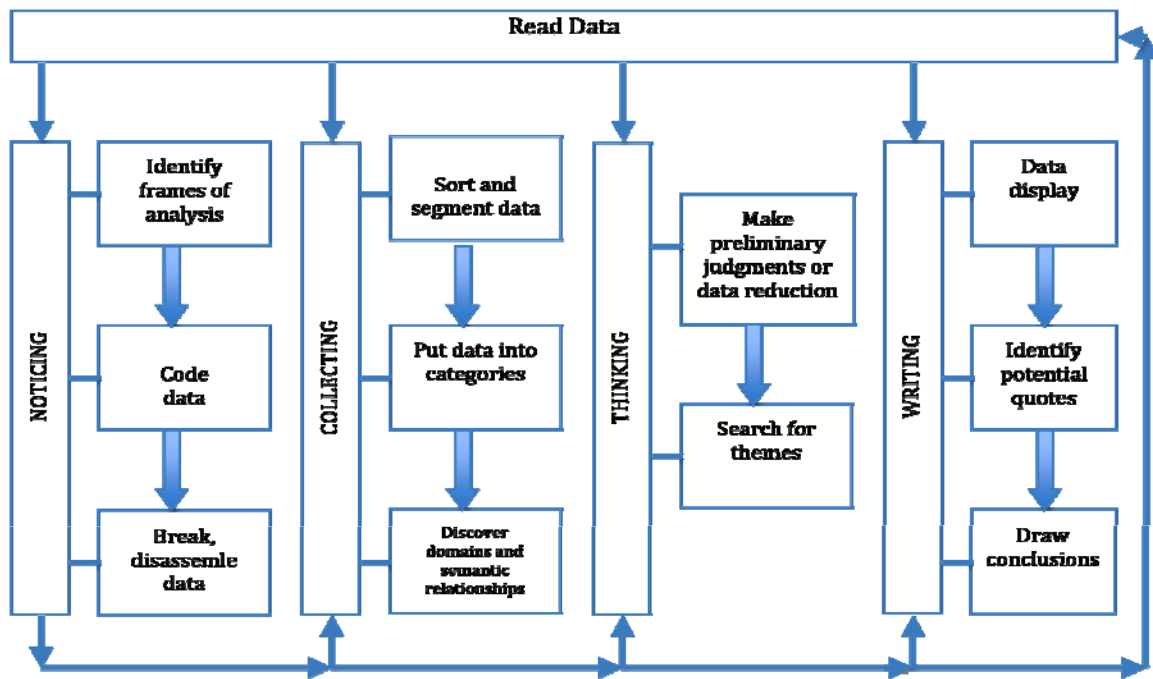 Read Data
NOTICING
Identify
frames of
analysis
Code
data
Break,
disassemle
data
COLLECTING
Sort and
segment data
Put data into
categories
Discover
domains and
semantic
relationships
THINKING
Make
preliminary
judgments or
data reduction
Search for
themes
WRITING
Data
display
Identify
potential
quotes
Draw
conclusions